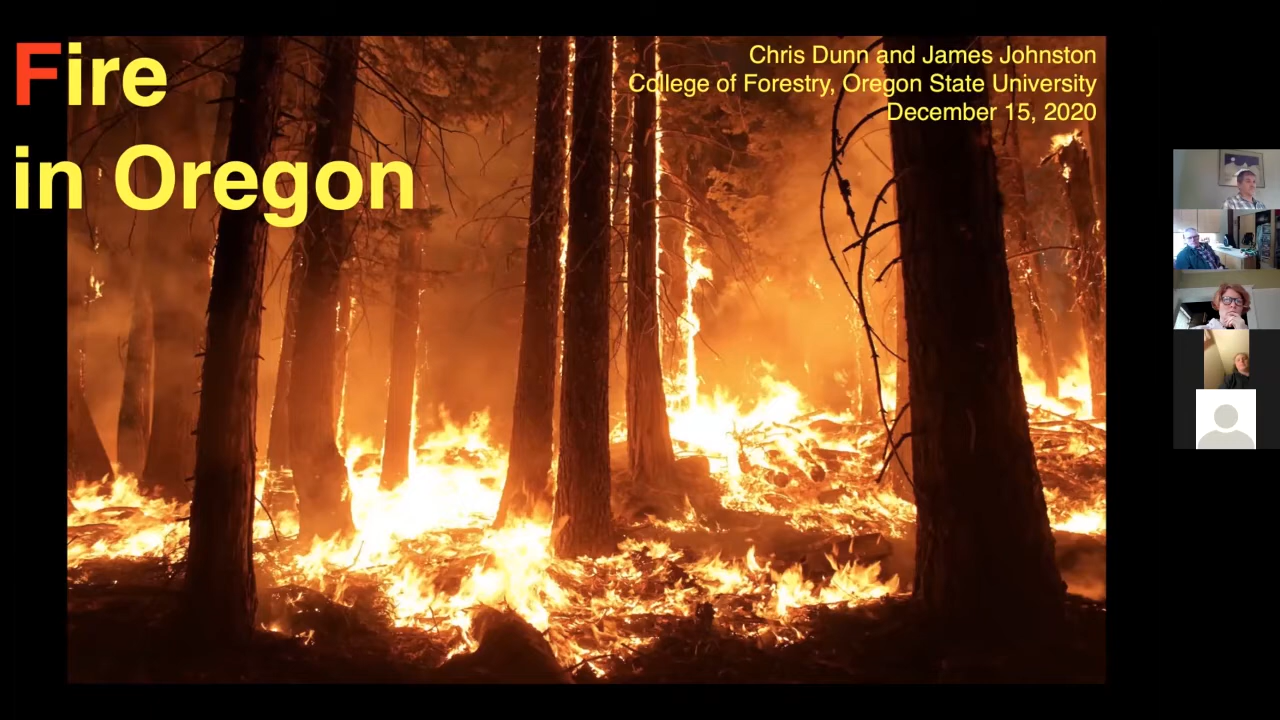 Fire
in Oregon
Chris Dunn and James Johnston
College of Forestry, Oregon State University
December 15, 2020